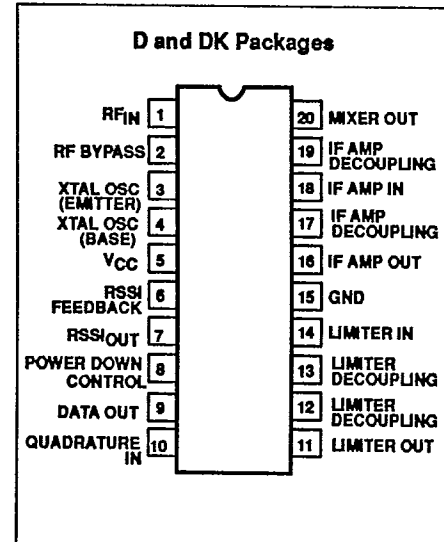 D and DK Packages
RFIN 1
RF BYPASS 2
XTAL OSC
(EMITTER) 3
XTAL OSC
(BASE) 4
VCC 5
RSSI
FEEDBACK 6
RSSIOUT 7
POWER DOWN
CONTROL 8
DATA OUT 9
QUADRATURE
IN 10
20 MIXER OUT
19 IF AMP
DECOUPLING
18 IF AMP IN
17 IF AMP
DECOUPLING
16 IF AMP OUT
15 GND
14 LIMITER IN
13 LIMITER
DECOUPLING
12 LIMITER
DECOUPLING
11 LIMITER OUT